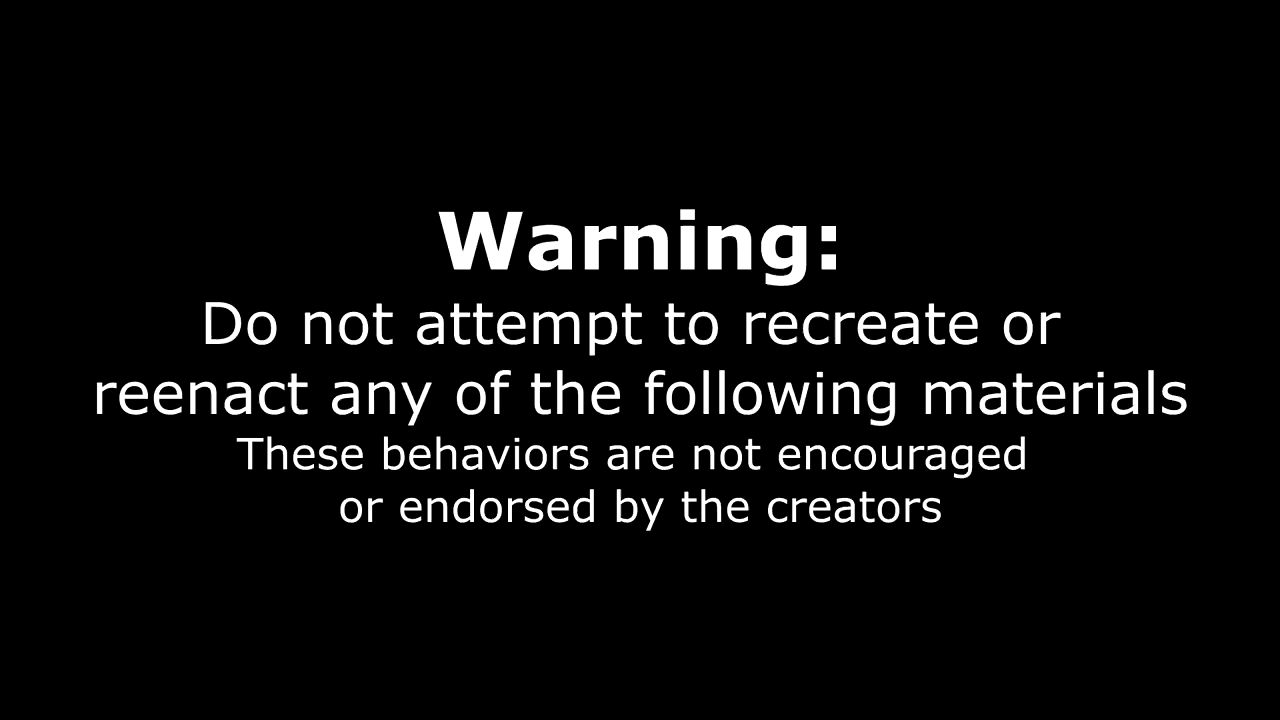 Warning:
Do not attempt to recreate or
reenact any of the following materials
These behaviors are not encouraged
or endorsed by the creators